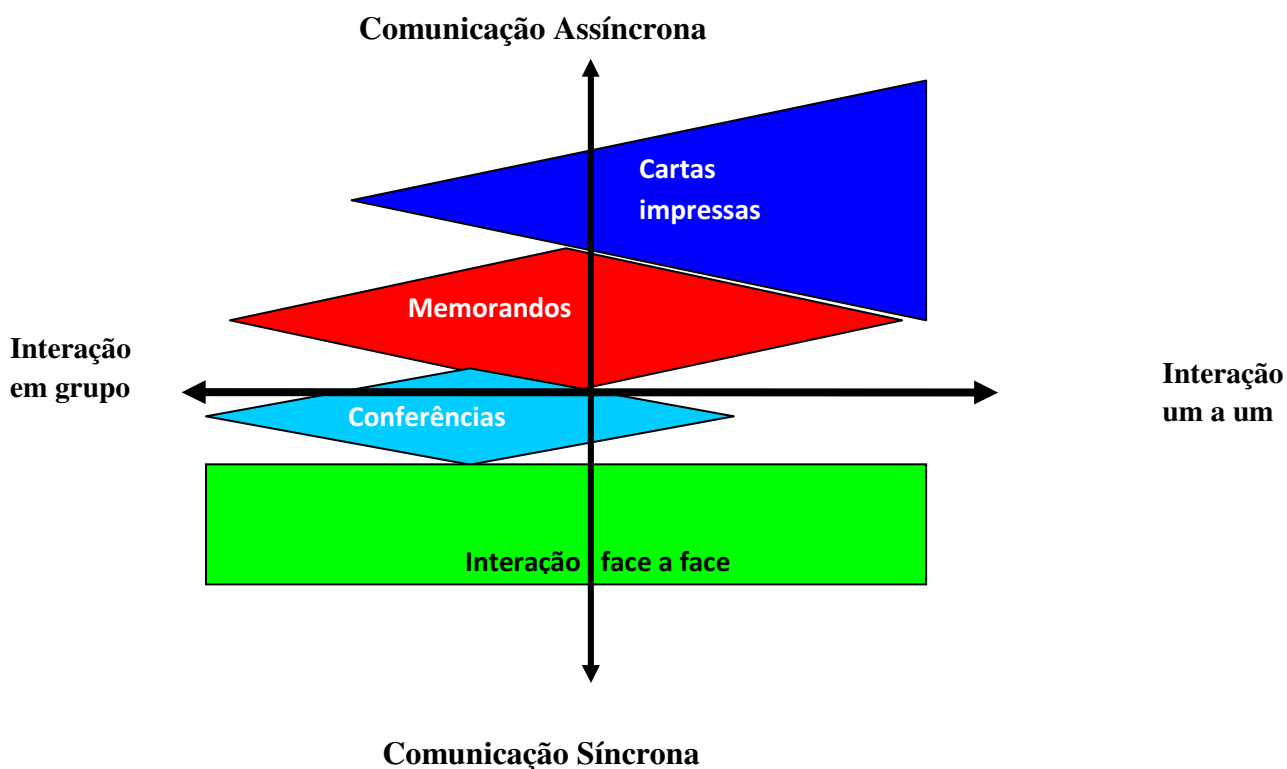 Comunicação Assíncrona
Cartas
impressas
Memorandos
Interação
em grupo
Interação
um a um
Conferências
Interação face a face
Comunicação Síncrona